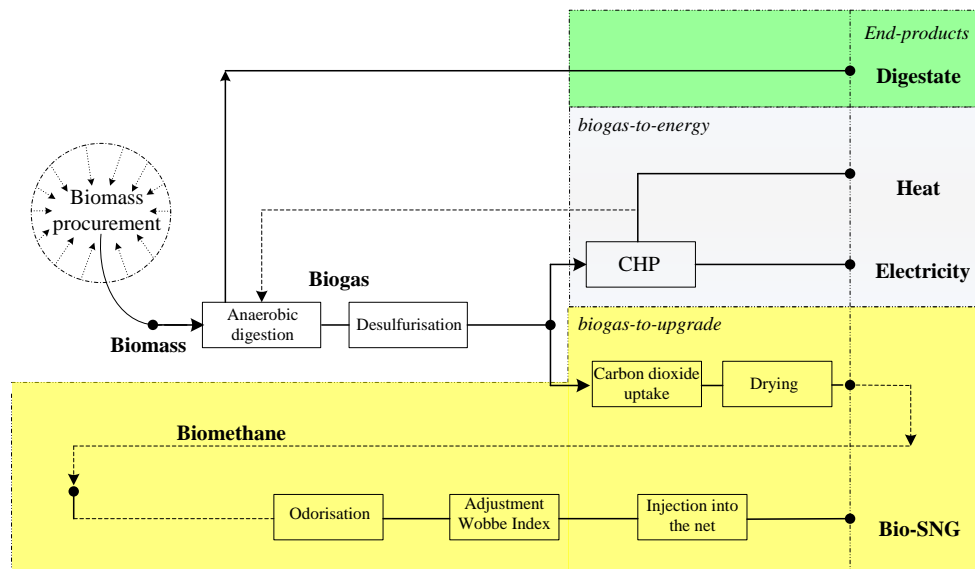 End-products
Digestate
biogas-to-energy
Biomass
procurement
Heat
CHP
Electricity
Biogas
Anaerobic
digestion
Desulfurisation
Biomass
biogas-to-upgrade
Carbon dioxide
uptake
Drying
Biomethane
Odorisation
Adjustment
Wobbe Index
Injection into
the net
Bio-SNG